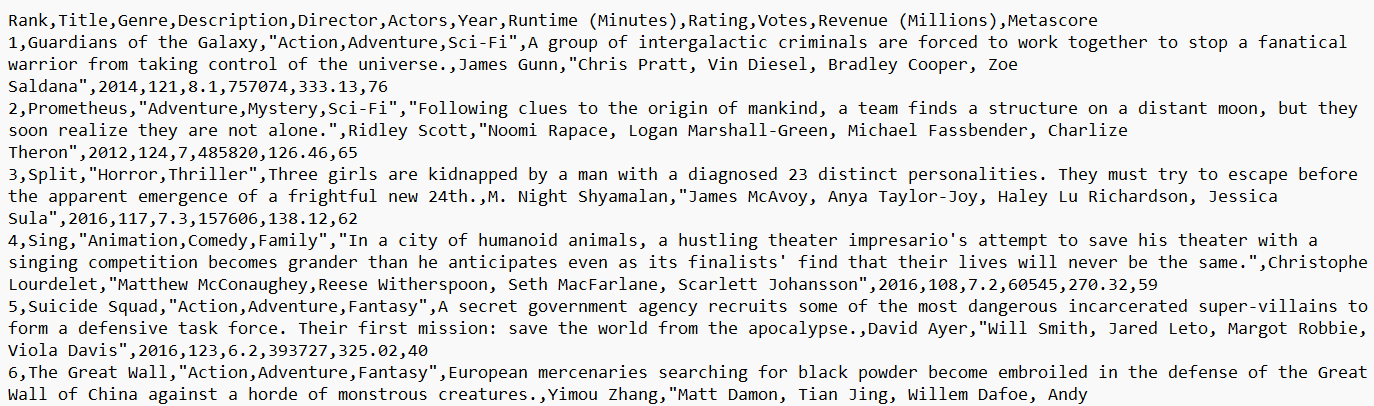 Rank,Title,Genre,Description,Director,Actors,Year,Runtime (Minutes),Rating,Votes,Revenue (Millions),Metascore
1,Guardians of the Galaxy,"Action,Adventure,Sci-Fi",A group of intergalactic criminals are forced to work together to stop a fanatical
warrior from taking control of the universe.,James Gunn,"Chris Pratt, Vin Diesel, Bradley Cooper, Zoe
Saldana",2014,121,8.1,757074,333.13,76
2,Prometheus,"Adventure,Mystery,Sci-Fi","Following clues to the origin of mankind, a team finds a structure on a distant moon, but they
soon realize they are not alone.",Ridley Scott,"Noomi Rapace, Logan Marshall-Green, Michael Fassbender, Charlize
Theron",2012,124,7,485820,126.46,65
3,Split,"Horror,Thriller",Three girls are kidnapped by a man with a diagnosed 23 distinct personalities. They must try to escape before
the apparent emergence of a frightful new 24th.,M. Night Shyamalan,"James McAvoy, Anya Taylor-Joy, Haley Lu Richardson, Jessica
Sula",2016,117,7.3,157606,138.12,62
4,Sing,"Animation,Comedy,Family","In a city of humanoid animals, a hustling theater impresario's attempt to save his theater with a
singing competition becomes grander than he anticipates even as its finalists' find that their lives will never be the same.",Christophe
Lourdelet,"Matthew McConaughey,Reese Witherspoon, Seth MacFarlane, Scarlett Johansson",2016,108,7.2,60545,270.32,59
5,Suicide Squad,"Action,Adventure,Fantasy",A secret government agency recruits some of the most dangerous incarcerated super-villains to
form a defensive task force. Their first mission: save the world from the apocalypse.,David Ayer,"Will Smith, Jared Leto, Margot Robbie,
Viola Davis",2016,123,6.2,393727,325.02,40
6,The Great Wall,"Action,Adventure,Fantasy",European mercenaries searching for black powder become embroiled in the defense of the Great
Wall of China against a horde of monstrous creatures.,Yimou Zhang,"Matt Damon, Tian Jing, Willem Dafoe, Andy